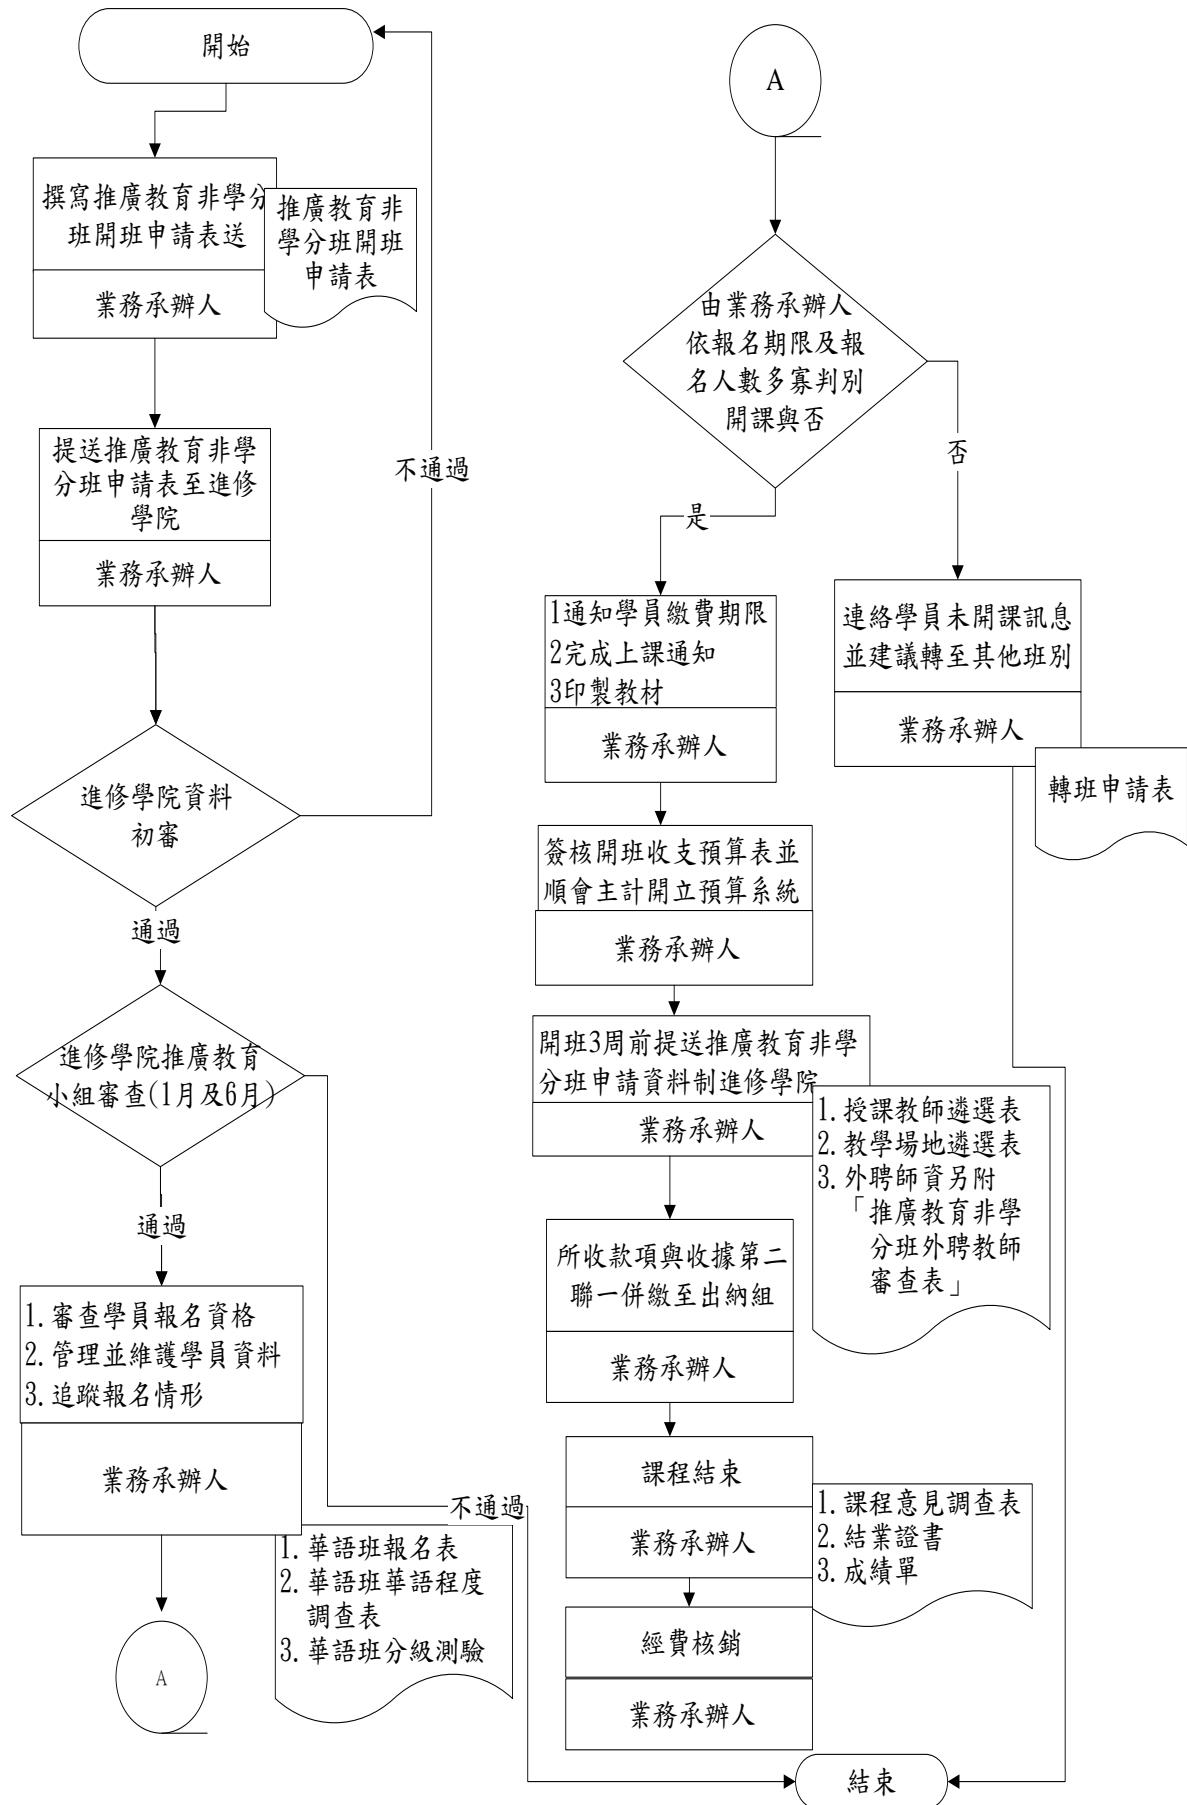 開始
撰寫推廣教育非學分
班開班申請表送
業務承辦人
推廣教育非
學分班開班
申請表
提送推廣教育非學
分班申請表至進修
學院
業務承辦人
不通過
進修學院資料
初審
通過
進修學院推廣教育
小組審查(1月及6月)
通過
1.審查學員報名資格
2.管理並維護學員資料
3.追蹤報名情形
業務承辦人
不通過
1.華語班報名表
2.華語班華語程度
調查表
3.華語班分級測驗
A
A
由業務承辦人
依報名期限及報
名人數多寡判別
開課與否
否
是
1通知學員繳費期限
2完成上課通知
3印製教材
業務承辦人
連絡學員未開課訊息
並建議轉至其他班別
業務承辦人
轉班申請表
簽核開班收支預算表並
順會主計開立預算系統
業務承辦人
開班3周前提送推廣教育非學
分班申請資料制進修學院
業務承辦人
1.授課教師遴選表
2.教學場地遴選表
3.外聘師資另附
「推廣教育非學
分班外聘教師
審查表」
所收款項與收據第二
聯一併繳至出納組
業務承辦人
課程結束
業務承辦人
1.課程意見調查表
2.結業證書
3.成績單
經費核銷
業務承辦人
結束